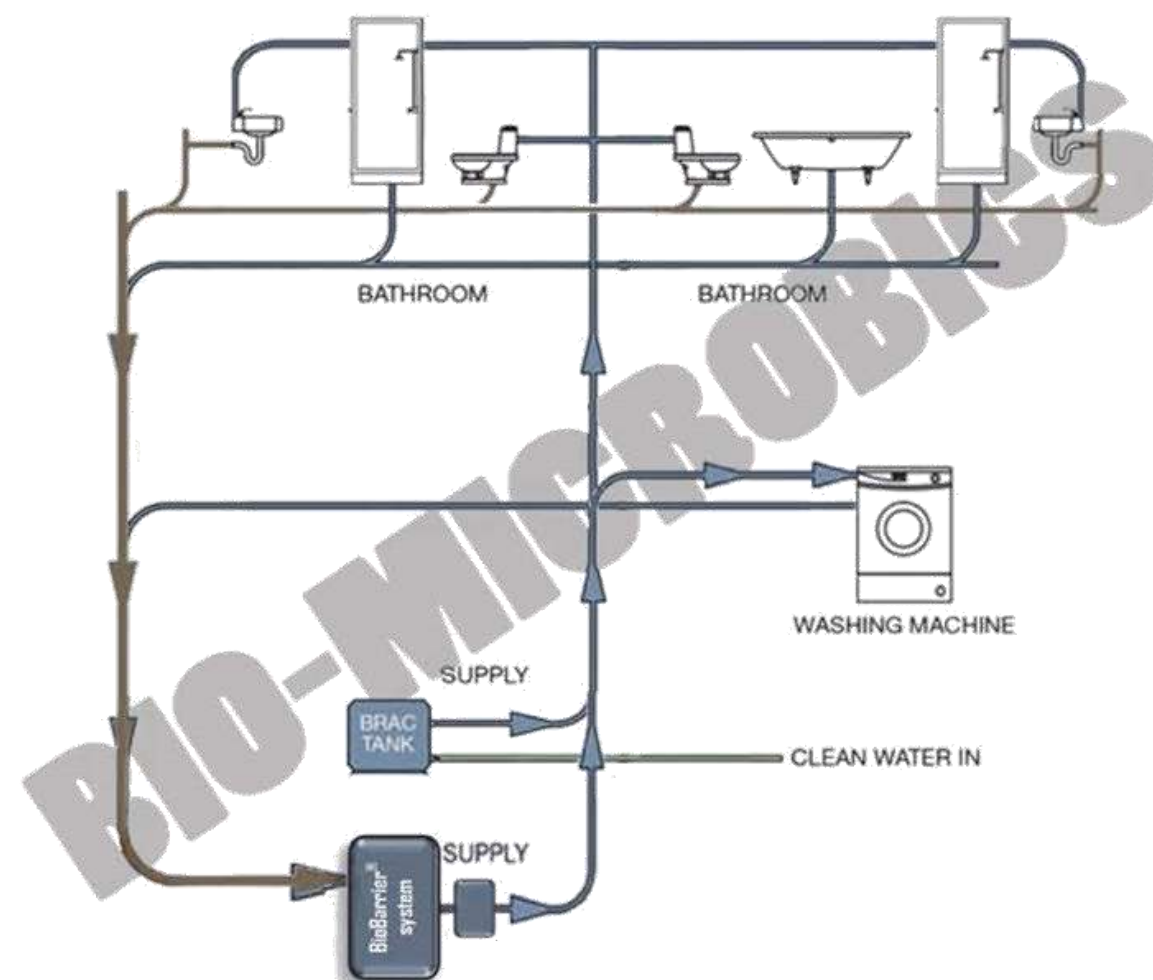 BIO-MICROBICS
BATHROOM
BATHROOM
WASHING MACHINE
SUPPLY
BRAC
TANK
CLEAN WATER IN
SUPPLY
BioBarrier®
system